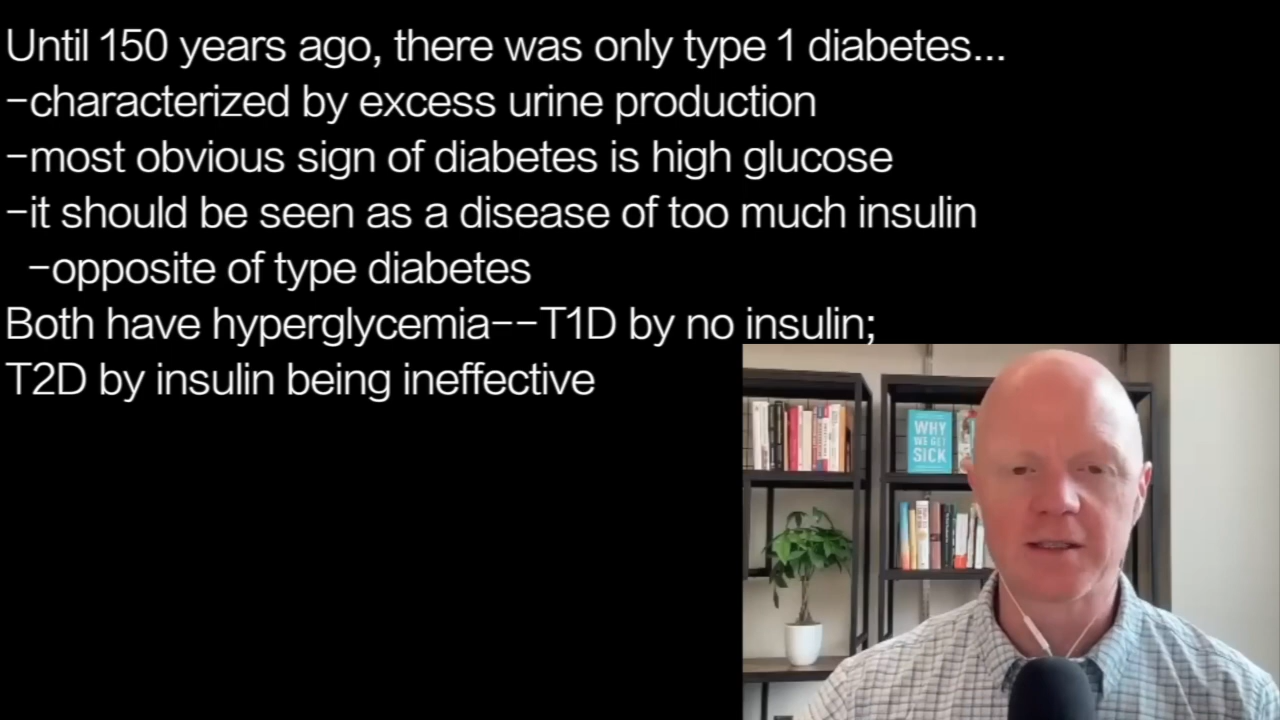 Until 150 years ago, there was only type 1 diabetes...
-characterized by excess urine production
-most obvious sign of diabetes is high glucose
-it should be seen as a disease of too much insulin
-opposite of type diabetes
Both have hyperglycemia--T1D by no insulin;
T2D by insulin being ineffective
WHY
WE GET
SICK